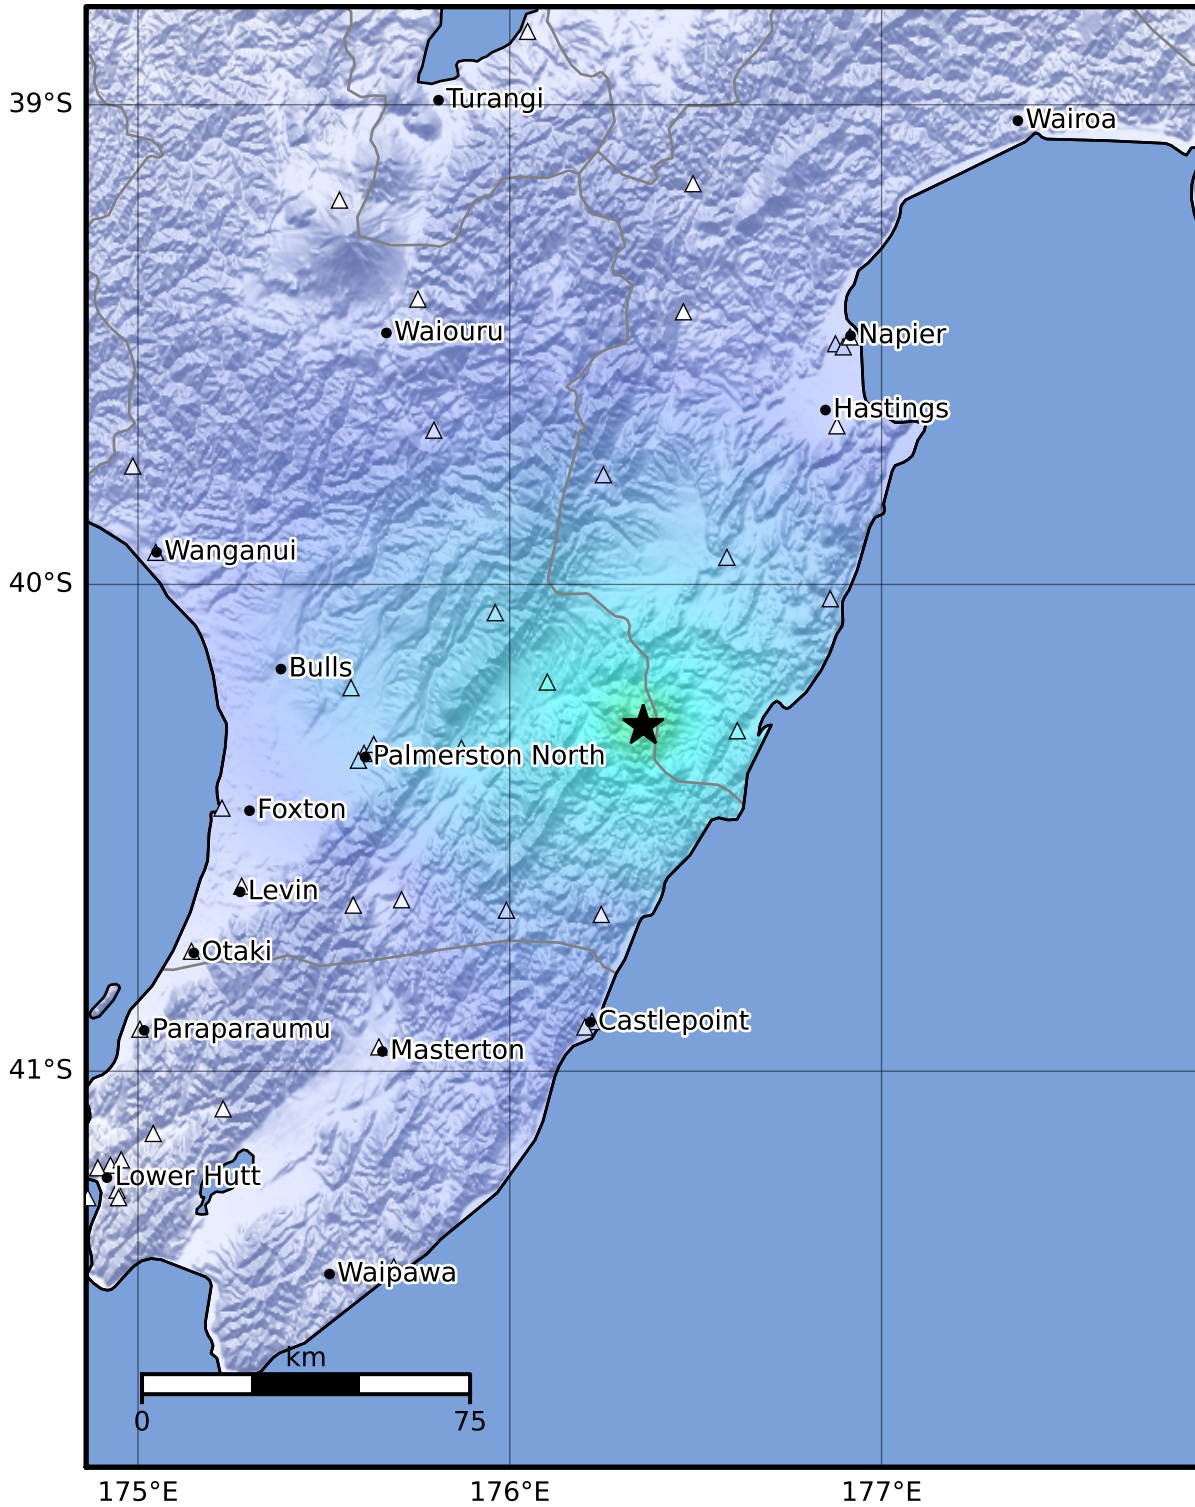 Turangi
39°S
Wairoa
Waiouru
Napier
Hastings
Wanganui
40°S
Bulls
Palmerston North
Foxton
Levin
Otaki
Castlepoint
Paraparaumu
Masterton
41°S
Lower Hutt
Waipawa
km
0 75
175°E 176°E 177°E